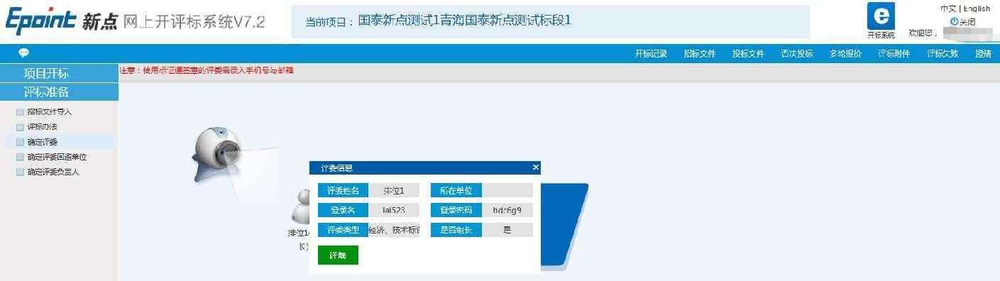 Epoint 新点 网上开评标系统V7.2
当前项目：国泰新点测试1青海国泰新点测试标段1
开标系统
中文 | English
关闭
欢迎您，
开标记录 招标文件 投标文件 否决投标 多轮报价 评标附件 评标失败 澄清
项目开标
注意：使用标证通签章的评委需录入手机号与邮箱
评标准备
招标文件导入
评标办法
确定评委
确定评委回避单位
确定评委负责人
评委信息
评委姓名 排位1 所在单位
登录名 lal523 登录密码 hdc6g9
评委类型 经济、技术标评 是否组长 是
详细
排位1(
长)